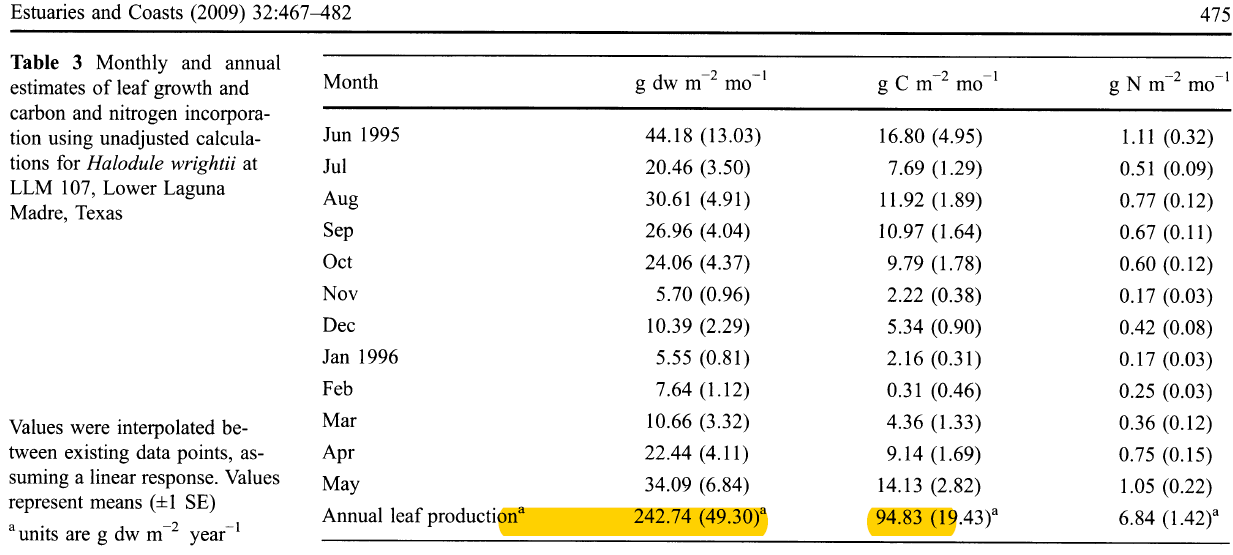 Estuaries and Coasts (2009) 32:467–482 475
Table 3 Monthly and annual
estimates of leaf growth and
carbon and nitrogen incorpora-
tion using unadjusted calcula-
tions for Halodule wrightii at
LLM 107, Lower Laguna
Madre, Texas
Values were interpolated be-
tween existing data points, as-
suming a linear response. Values
represent means (±1 SE)
ᵃ units are g dw m⁻² year⁻¹
Month g dw m⁻² mo⁻¹ g C m⁻² mo⁻¹ g N m⁻² mo⁻¹
Jun 1995 44.18 (13.03) 16.80 (4.95) 1.11 (0.32)
Jul 20.46 (3.50) 7.69 (1.29) 0.51 (0.09)
Aug 30.61 (4.91) 11.92 (1.89) 0.77 (0.12)
Sep 26.96 (4.04) 10.97 (1.64) 0.67 (0.11)
Oct 24.06 (4.37) 9.79 (1.78) 0.60 (0.12)
Nov 5.70 (0.96) 2.22 (0.38) 0.17 (0.03)
Dec 10.39 (2.29) 5.34 (0.90) 0.42 (0.08)
Jan 1996 5.55 (0.81) 2.16 (0.31) 0.17 (0.03)
Feb 7.64 (1.12) 0.31 (0.46) 0.25 (0.03)
Mar 10.66 (3.32) 4.36 (1.33) 0.36 (0.12)
Apr 22.44 (4.11) 9.14 (1.69) 0.75 (0.15)
May 34.09 (6.84) 14.13 (2.82) 1.05 (0.22)
Annual leaf productionᵃ 242.74 (49.30)ᵃ 94.83 (19.43)ᵃ 6.84 (1.42)ᵃ